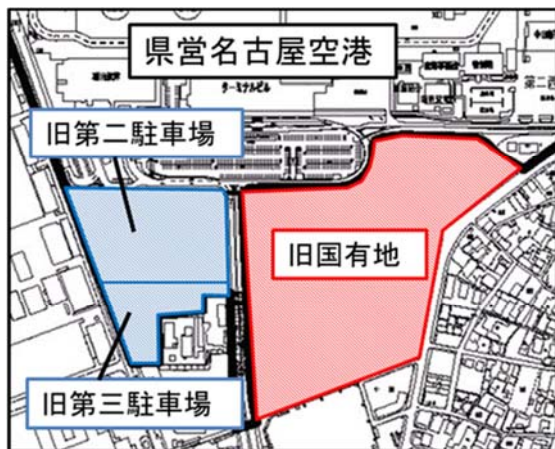 県営名古屋空港
ターミナルビル
旧第二駐車場
旧国有地
旧第三駐車場